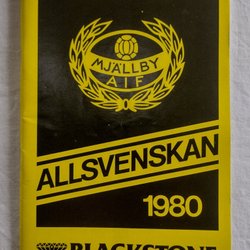 MJÄLLBY
AIF
ALLSVENSKAN
1980
BLACKSTONE